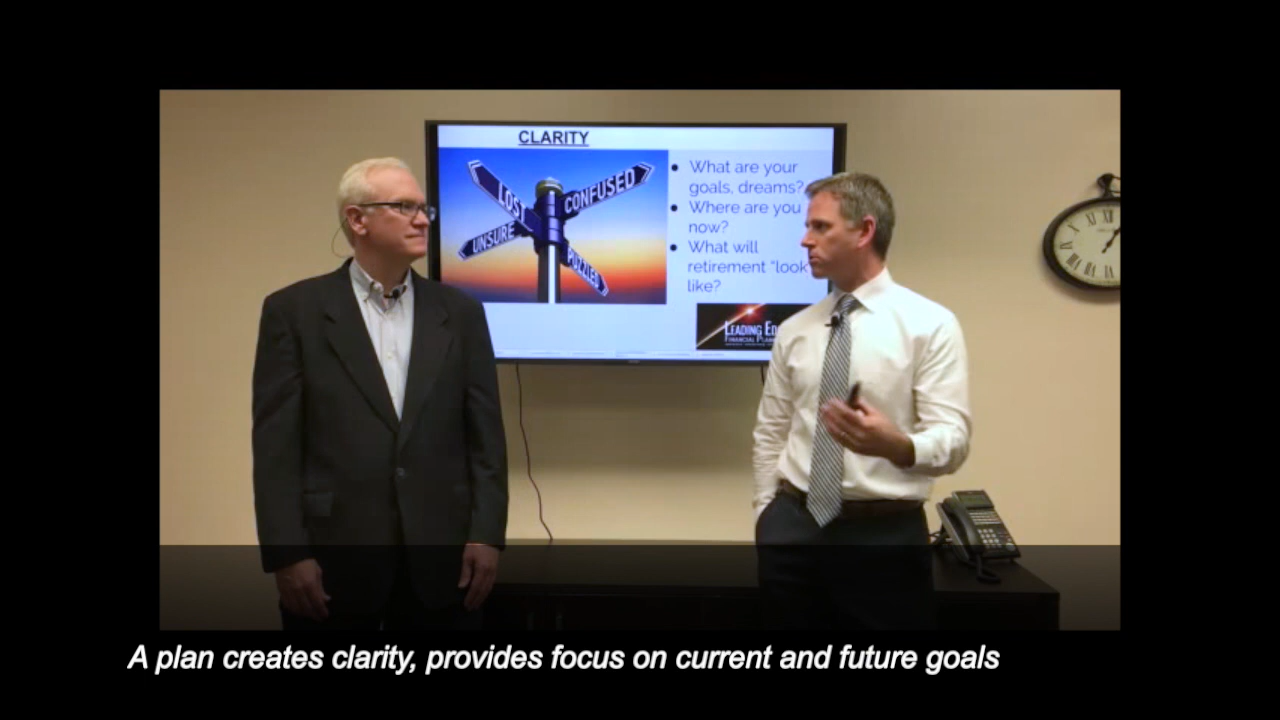 CLARITY
LOST
CONFUSED
UNSURE
PUZZLED
What are your
goals, dreams?
Where are you
now?
What will
retirement "look
like?
LEADING
FINANCIAL
A plan creates clarity, provides focus on current and future goals